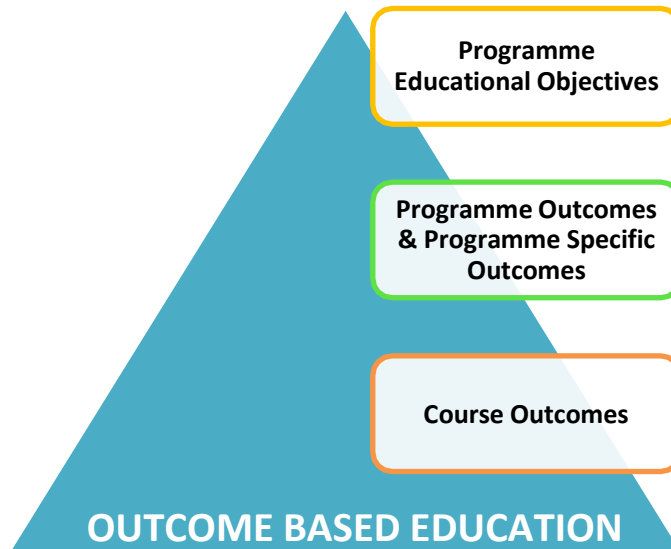 Programme
Educational Objectives
Programme Outcomes
& Programme Specific
Outcomes
Course Outcomes
OUTCOME BASED EDUCATION